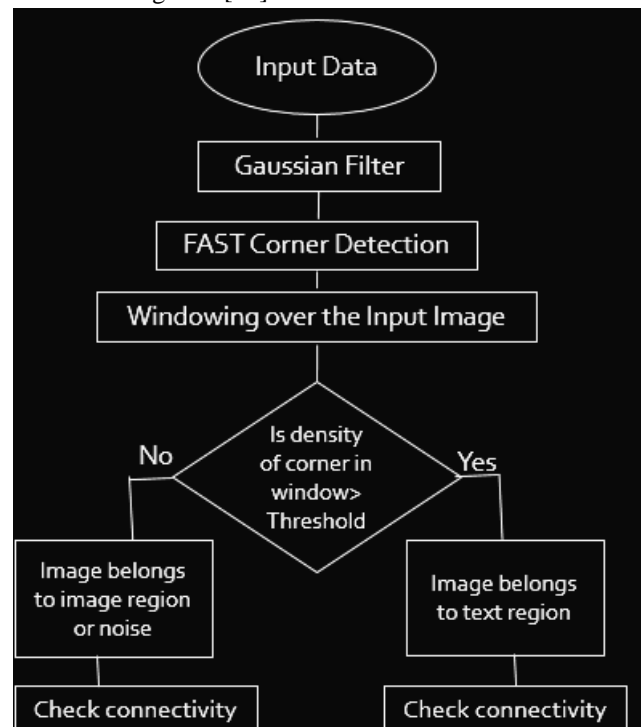 Input Data
Gaussian Filter
FAST Corner Detection
Windowing over the Input Image
Is density
of corner in
window>
Threshold
No
Yes
Image belongs
to image region
or noise
Image belongs
to text region
Check connectivity
Check connectivity